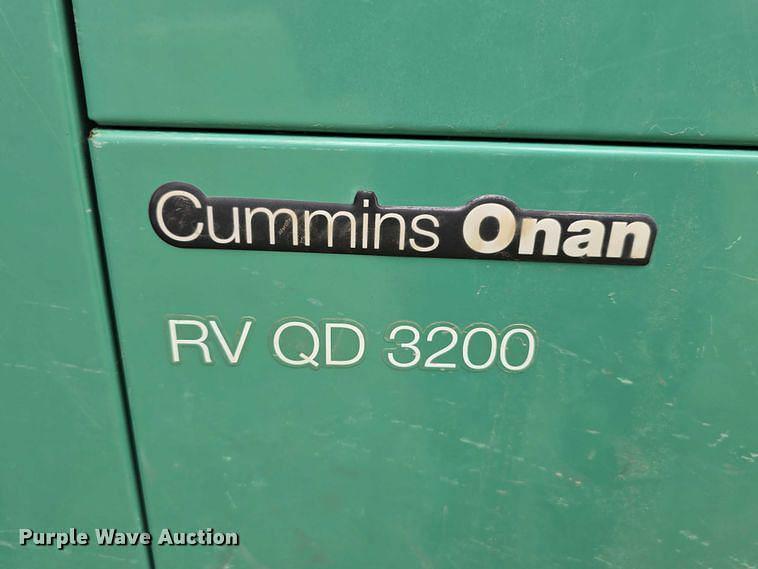 Cummins Onan
RV QD 3200
Purple Wave Auction